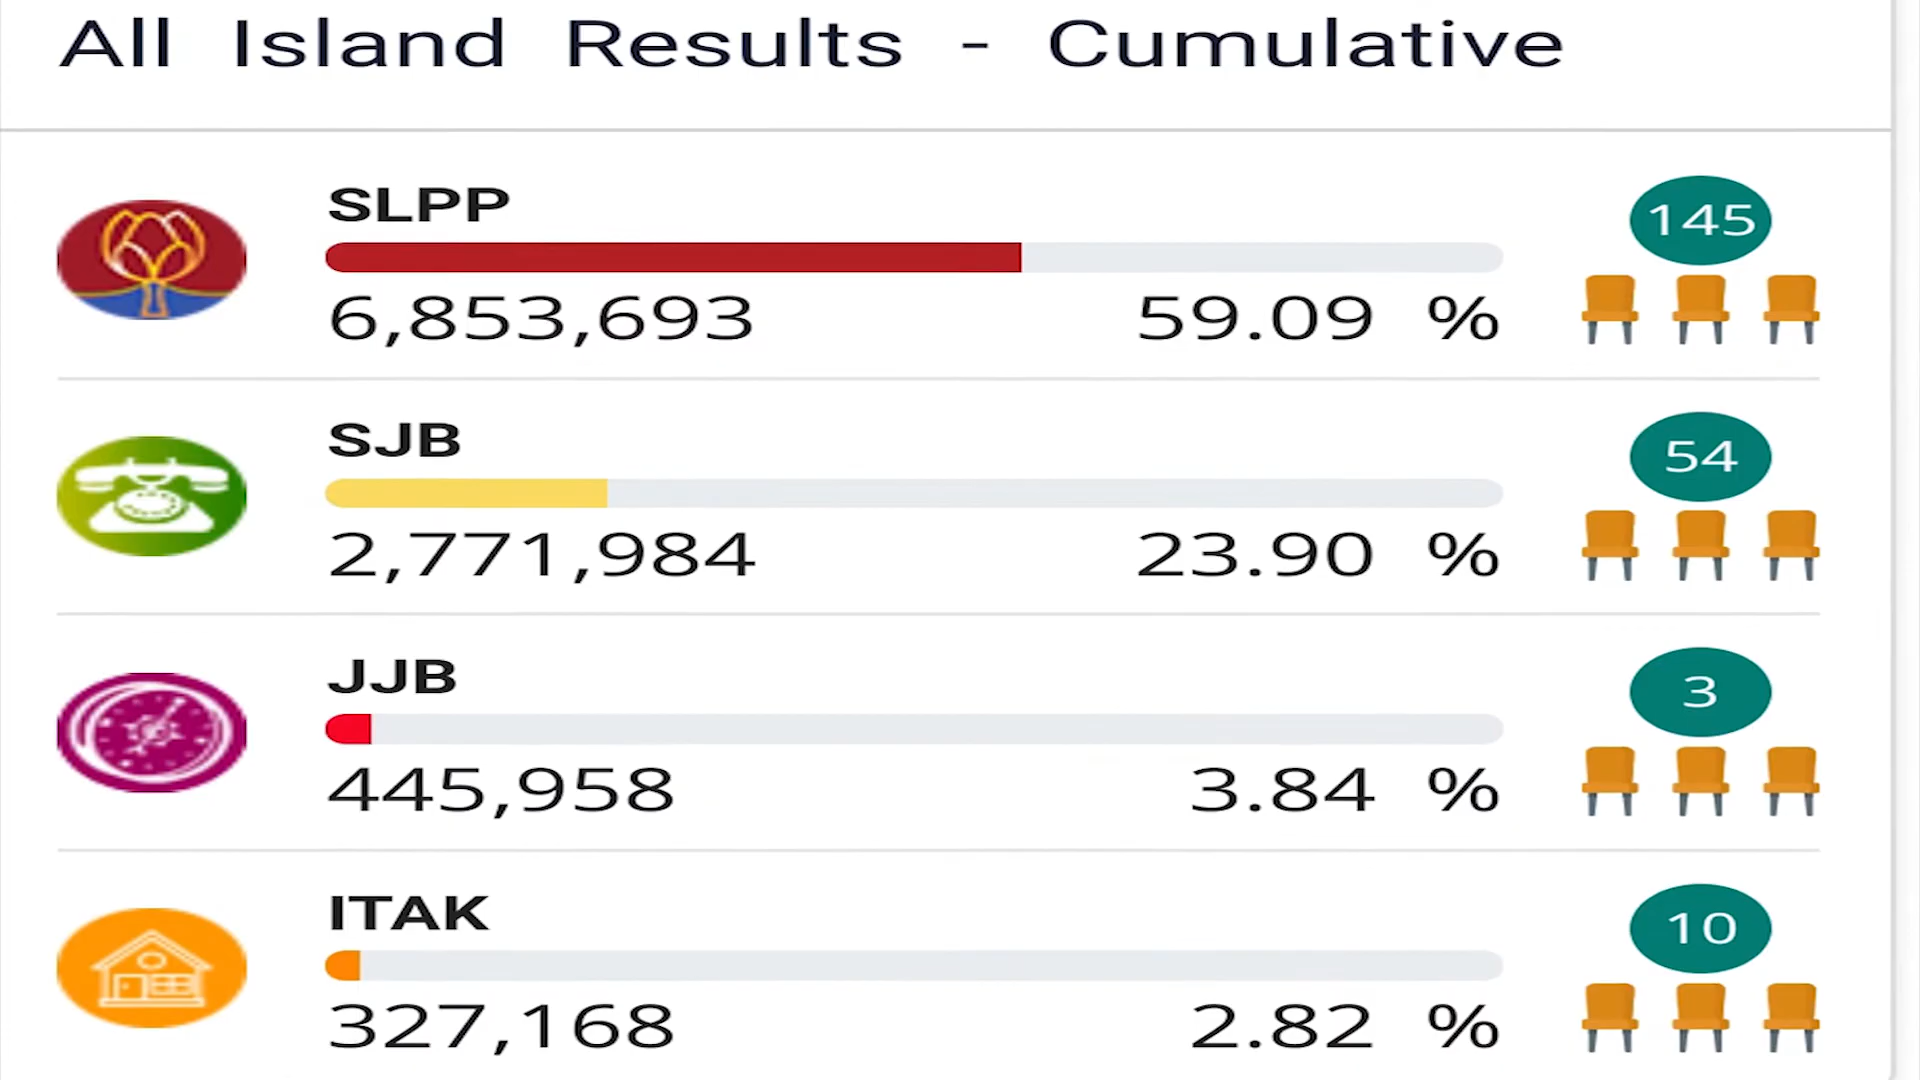 All Island Results - Cumulative
SLPP
145
6,853,693 59.09 %
SJB
54
2,771,984 23.90 %
JJB
3
445,958 3.84 %
ITAK
10
327,168 2.82 %